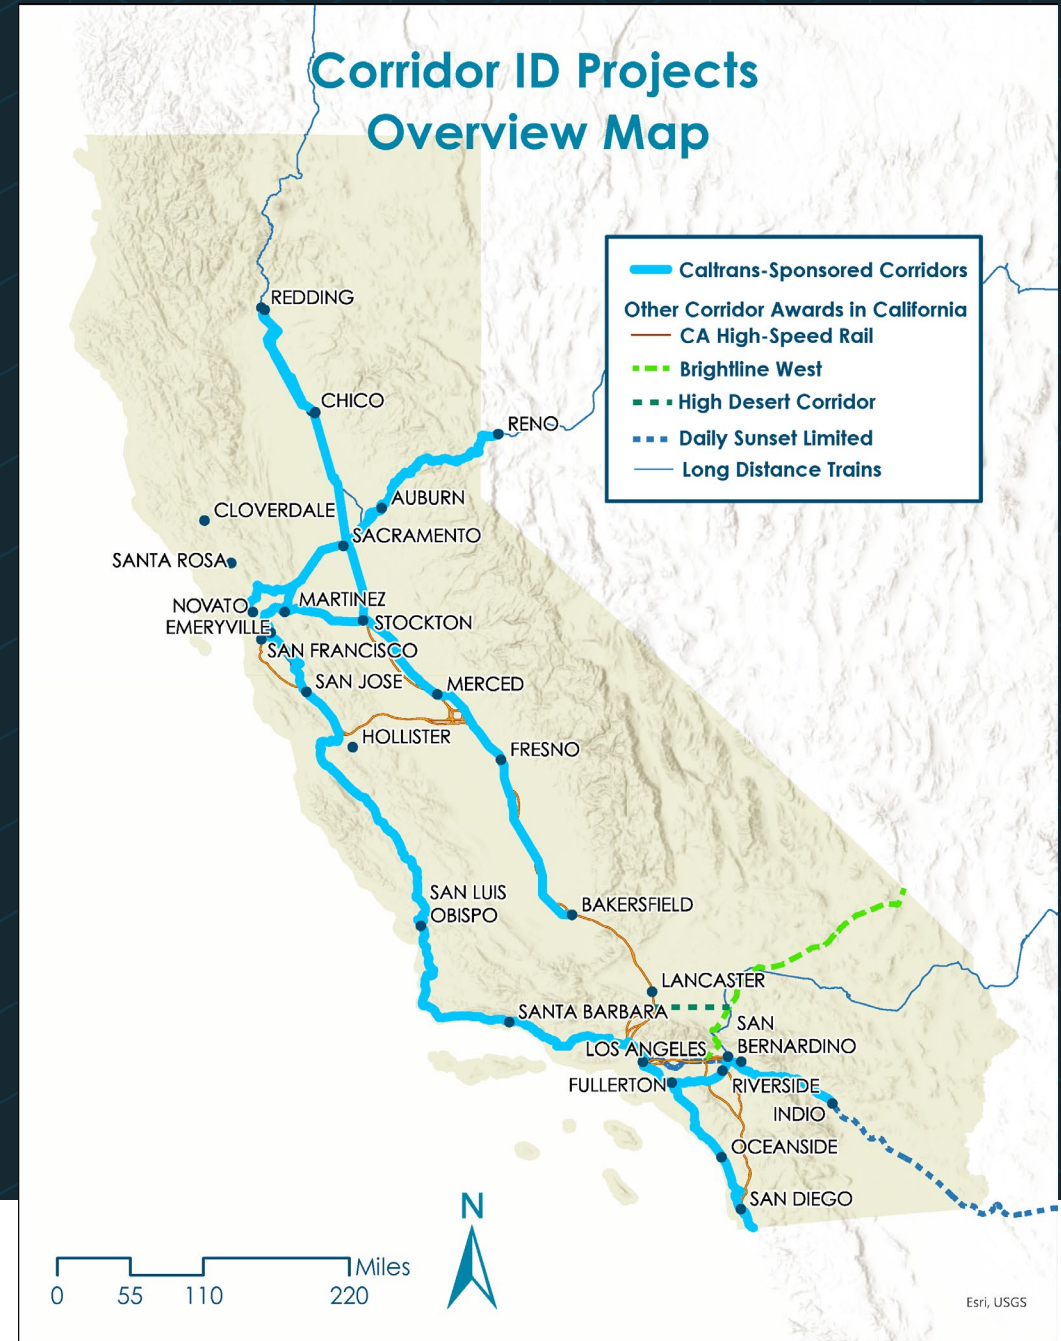 Corridor ID Projects
Overview Map
Caltrans-Sponsored Corridors
Other Corridor Awards in California
CA High-Speed Rail
Brightline West
High Desert Corridor
Daily Sunset Limited
Long Distance Trains
REDDING
CHICO
RENO
AUBURN
CLOVERDALE
SACRAMENTO
SANTA ROSA
MARTINEZ
NOVATO
STOCKTON
EMERYVILLE
SAN FRANCISCO
SAN JOSE
MERCED
HOLLISTER
FRESNO
SAN LUIS
OBISPO
BAKERSFIELD
LANCASTER
SANTA BARBARA
SAN
BERNARDINO
LOS ANGELES
FULLERTON
RIVERSIDE
INDIO
OCEANSIDE
SAN DIEGO
N
Miles
0 55 110 220
Esri, USGS